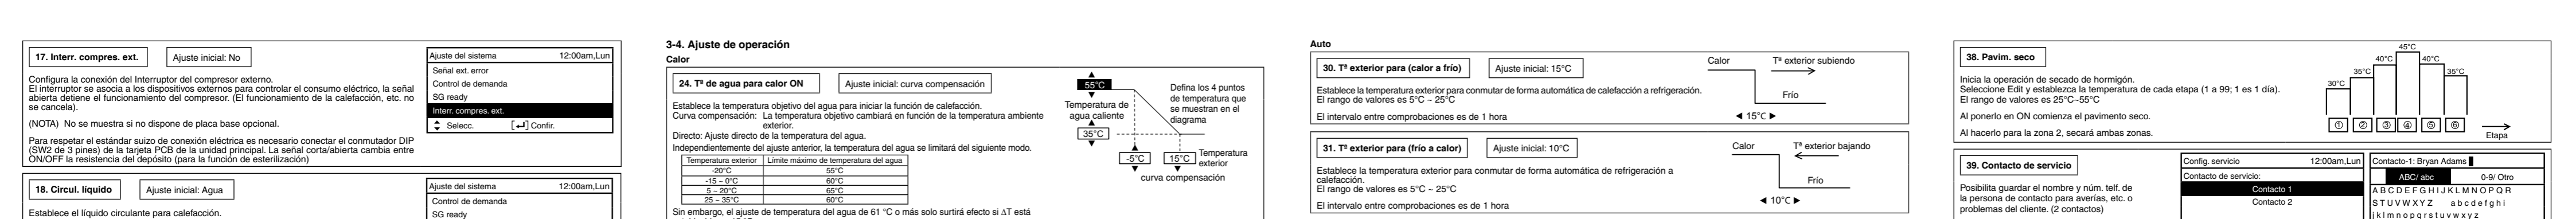 17. Interr. compres. ext.
Ajuste inicial: No
Configura la conexión del Interruptor del compresor externo.
El interruptor se asocia a los dispositivos externos para controlar el consumo eléctrico, la señal
abierta detiene el funcionamiento del compresor. (El funcionamiento de la calefacción, etc. no
se cancela).
(NOTA) No se muestra si no dispone de placa base opcional.
Para respetar el estándar suizo de conexión eléctrica es necesario conectar el conmutador DIP
(SW2 de 3 pines) de la tarjeta PCB de la unidad principal. La señal corta/abierta cambia entre
ON/OFF la resistencia del depósito (para la función de esterilización)
Ajuste del sistema 12:00am,Lun
Señal ext. error
Control de demanda
SG ready
Interr. compres. ext.
Selecc. [↵] Confir.
18. Circul. líquido
Ajuste inicial: Agua
Establece el líquido circulante para calefacción.
Ajuste del sistema 12:00am,Lun
Control de demanda
SG ready
3-4. Ajuste de operación
Calor
24. Tª de agua para calor ON
Ajuste inicial: curva compensación
Establece la temperatura objetivo del agua para iniciar la función de calefacción.
Curva compensación: La temperatura objetivo cambiará en función de la temperatura ambiente
exterior.
Directo: Ajuste directo de la temperatura del agua.
Independientemente del ajuste anterior, la temperatura del agua se limitará del siguiente modo.
Temperatura exterior Límite máximo de temperatura del agua
-20°C 55°C
-15 ~ 0°C 60°C
5 ~ 20°C 65°C
25 ~ 35°C 60°C
Sin embargo, el ajuste de temperatura del agua de 61 °C o más solo surtirá efecto si ΔT está
55°C
Temperatura de
agua caliente
35°C
-5°C 15°C
Temperatura
exterior
curva compensación
Defina los 4 puntos
de temperatura que
se muestran en el
diagrama
Auto
30. Tª exterior para (calor a frío)
Ajuste inicial: 15°C
Establece la temperatura exterior para conmutar de forma automática de calefacción a refrigeración.
El rango de valores es 5°C ~ 25°C
El intervalo entre comprobaciones es de 1 hora
Calor Tª exterior subiendo
Frío
◄ 15°C ►
31. Tª exterior para (frío a calor)
Ajuste inicial: 10°C
Establece la temperatura exterior para conmutar de forma automática de refrigeración a
calefacción.
El rango de valores es 5°C ~ 25°C
El intervalo entre comprobaciones es de 1 hora
Calor Tª exterior bajando
Frío
◄ 10°C ►
38. Pavim. seco
Inicia la operación de secado de hormigón.
Seleccione Edit y establezca la temperatura de cada etapa (1 a 99; 1 es 1 día).
El rango de valores es 25°C~55°C
Al ponerlo en ON comienza el pavimento seco.
Al hacerlo para la zona 2, secará ambas zonas.
30°C 35°C 40°C 45°C 40°C 35°C
① ② ③ ④ ⑤ ⑥
Etapa
39. Contacto de servicio
Posibilita guardar el nombre y núm. telf. de
la persona de contacto para averías, etc. o
problemas del cliente. (2 contactos)
Config. servicio 12:00am,Lun
Contacto de servicio:
Contacto 1
Contacto 2
Contacto-1: Bryan Adams
ABC/ abc 0-9/ Otro
A B C D E F G H I J K L M N O P Q R
S T U V W X Y Z a b c d e f g h i
j k l m n o p q r s t u v w x y z